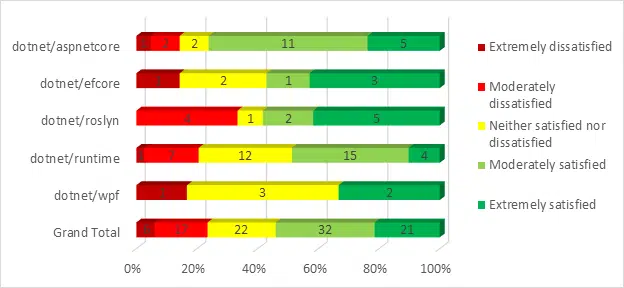 dotnet/aspnetcore 2 11 5
dotnet/efcore 1 2 1 3
dotnet/roslyn 4 1 2 5
dotnet/runtime 7 12 15 4
dotnet/wpf 1 3 2
Grand Total 17 22 32 21
0% 20% 40% 60% 80% 100%
Extremely dissatisfied
Moderately
dissatisfied
Neither satisfied nor
dissatisfied
Moderately satisfied
Extremely satisfied